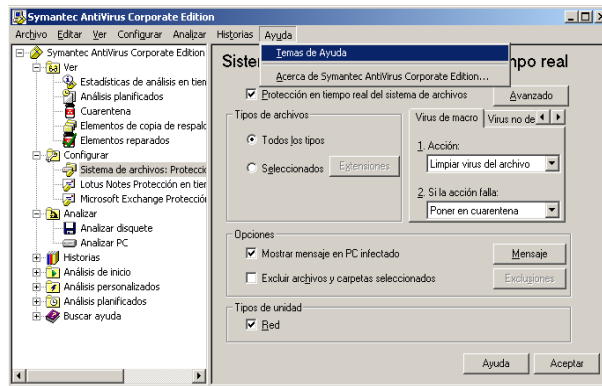 Symantec AntiVirus Corporate Edition
Archivo Editar Ver Configurar Analizar Historias Ayuda
Temas de Ayuda
Acerca de Symantec AntiVirus Corporate Edition...
Symantec AntiVirus Corporate Edition
Ver
Estadísticas de análisis en tien
Análisis planificados
Cuarentena
Elementos de copia de respalc
Elementos reparados
Configurar
Sistema de archivos: Protecció
Lotus Notes Protección en tier
Microsoft Exchange Protecció
Analizar
Analizar disquete
Analizar PC
Historias
Análisis de inicio
Análisis personalizados
Análisis planificados
Buscar ayuda
Sister
mpo real
Protección en tiempo real del sistema de archivos
Avanzado
Tipos de archivos
Todos los tipos
Seleccionados
Extensiones
Virus de macro
Virus no de
1. Acción:
Limpiar virus del archivo
2. Si la acción falla:
Poner en cuarentena
Opciones
Mostrar mensaje en PC infectado
Mensaje
Excluir archivos y carpetas seleccionados
Exclusiones
Tipos de unidad
Red
Ayuda
Aceptar